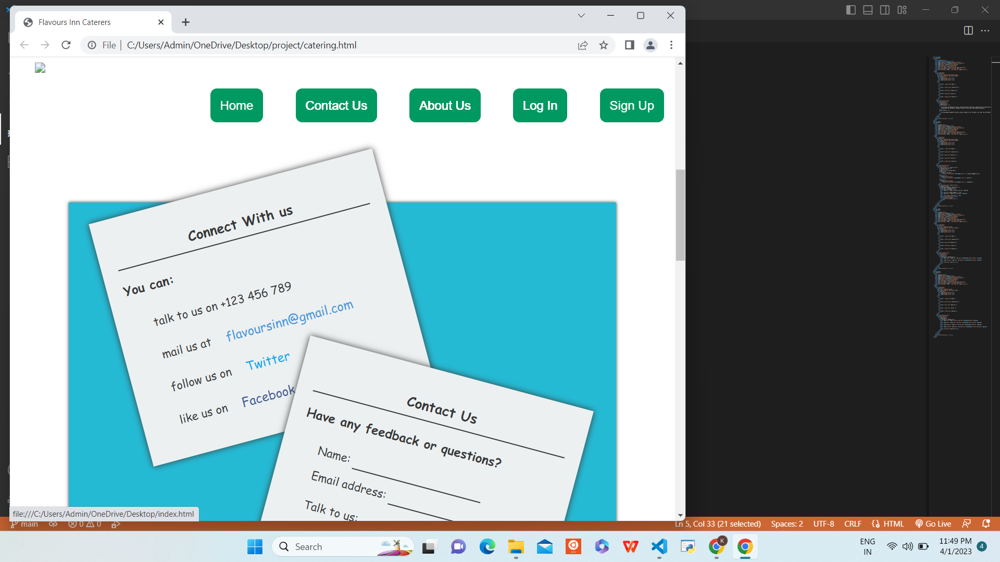 Flavours Inn Caterers
File
C:/Users/Admin/OneDrive/Desktop/project/catering.html
Home
Contact Us
About Us
Log In
Sign Up
Connect With us
You can:
talk to us on +123 456 789
mail us at flavoursinn@gmail.com
follow us on Twitter
like us on Facebook
Contact Us
Have any feedback or questions?
Name:
Email address:
Talk to us:
file:///C:/Users/Admin/OneDrive/Desktop/index.html
main
0 0
Ln 5, Col 33 (21 selected)
Spaces: 2
UTF-8
CRLF
HTML
Go Live
Search
K
ENG
IN
11:49 PM
4/1/2023
4